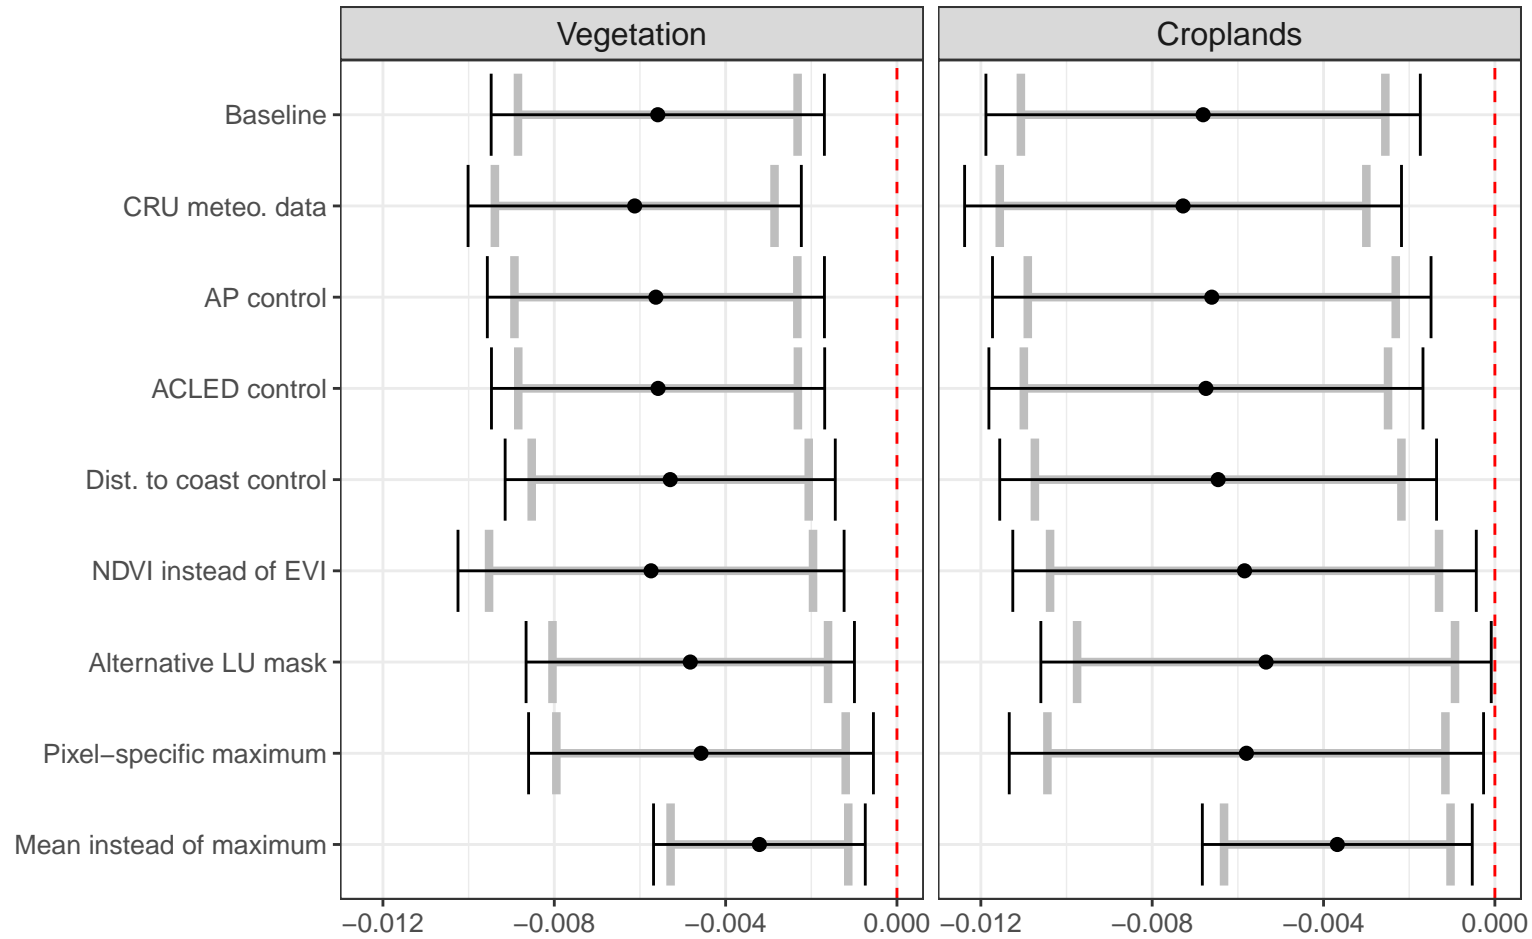 Vegetation
Croplands
Baseline
CRU meteo. data
AP control
ACLED control
Dist. to coast control
NDVI instead of EVI
Alternative LU mask
Pixel−specific maximum
Mean instead of maximum
−0.012 −0.008 −0.004 0.000
−0.012 −0.008 −0.004 0.000